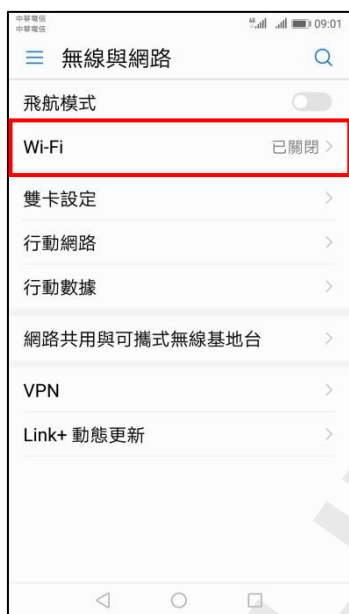 中華電信
中華電信
4G 09:01
無線與網路
飛航模式
Wi-Fi 已關閉
雙卡設定
行動網路
行動數據
網路共用與可攜式無線基地台
VPN
Link+ 動態更新